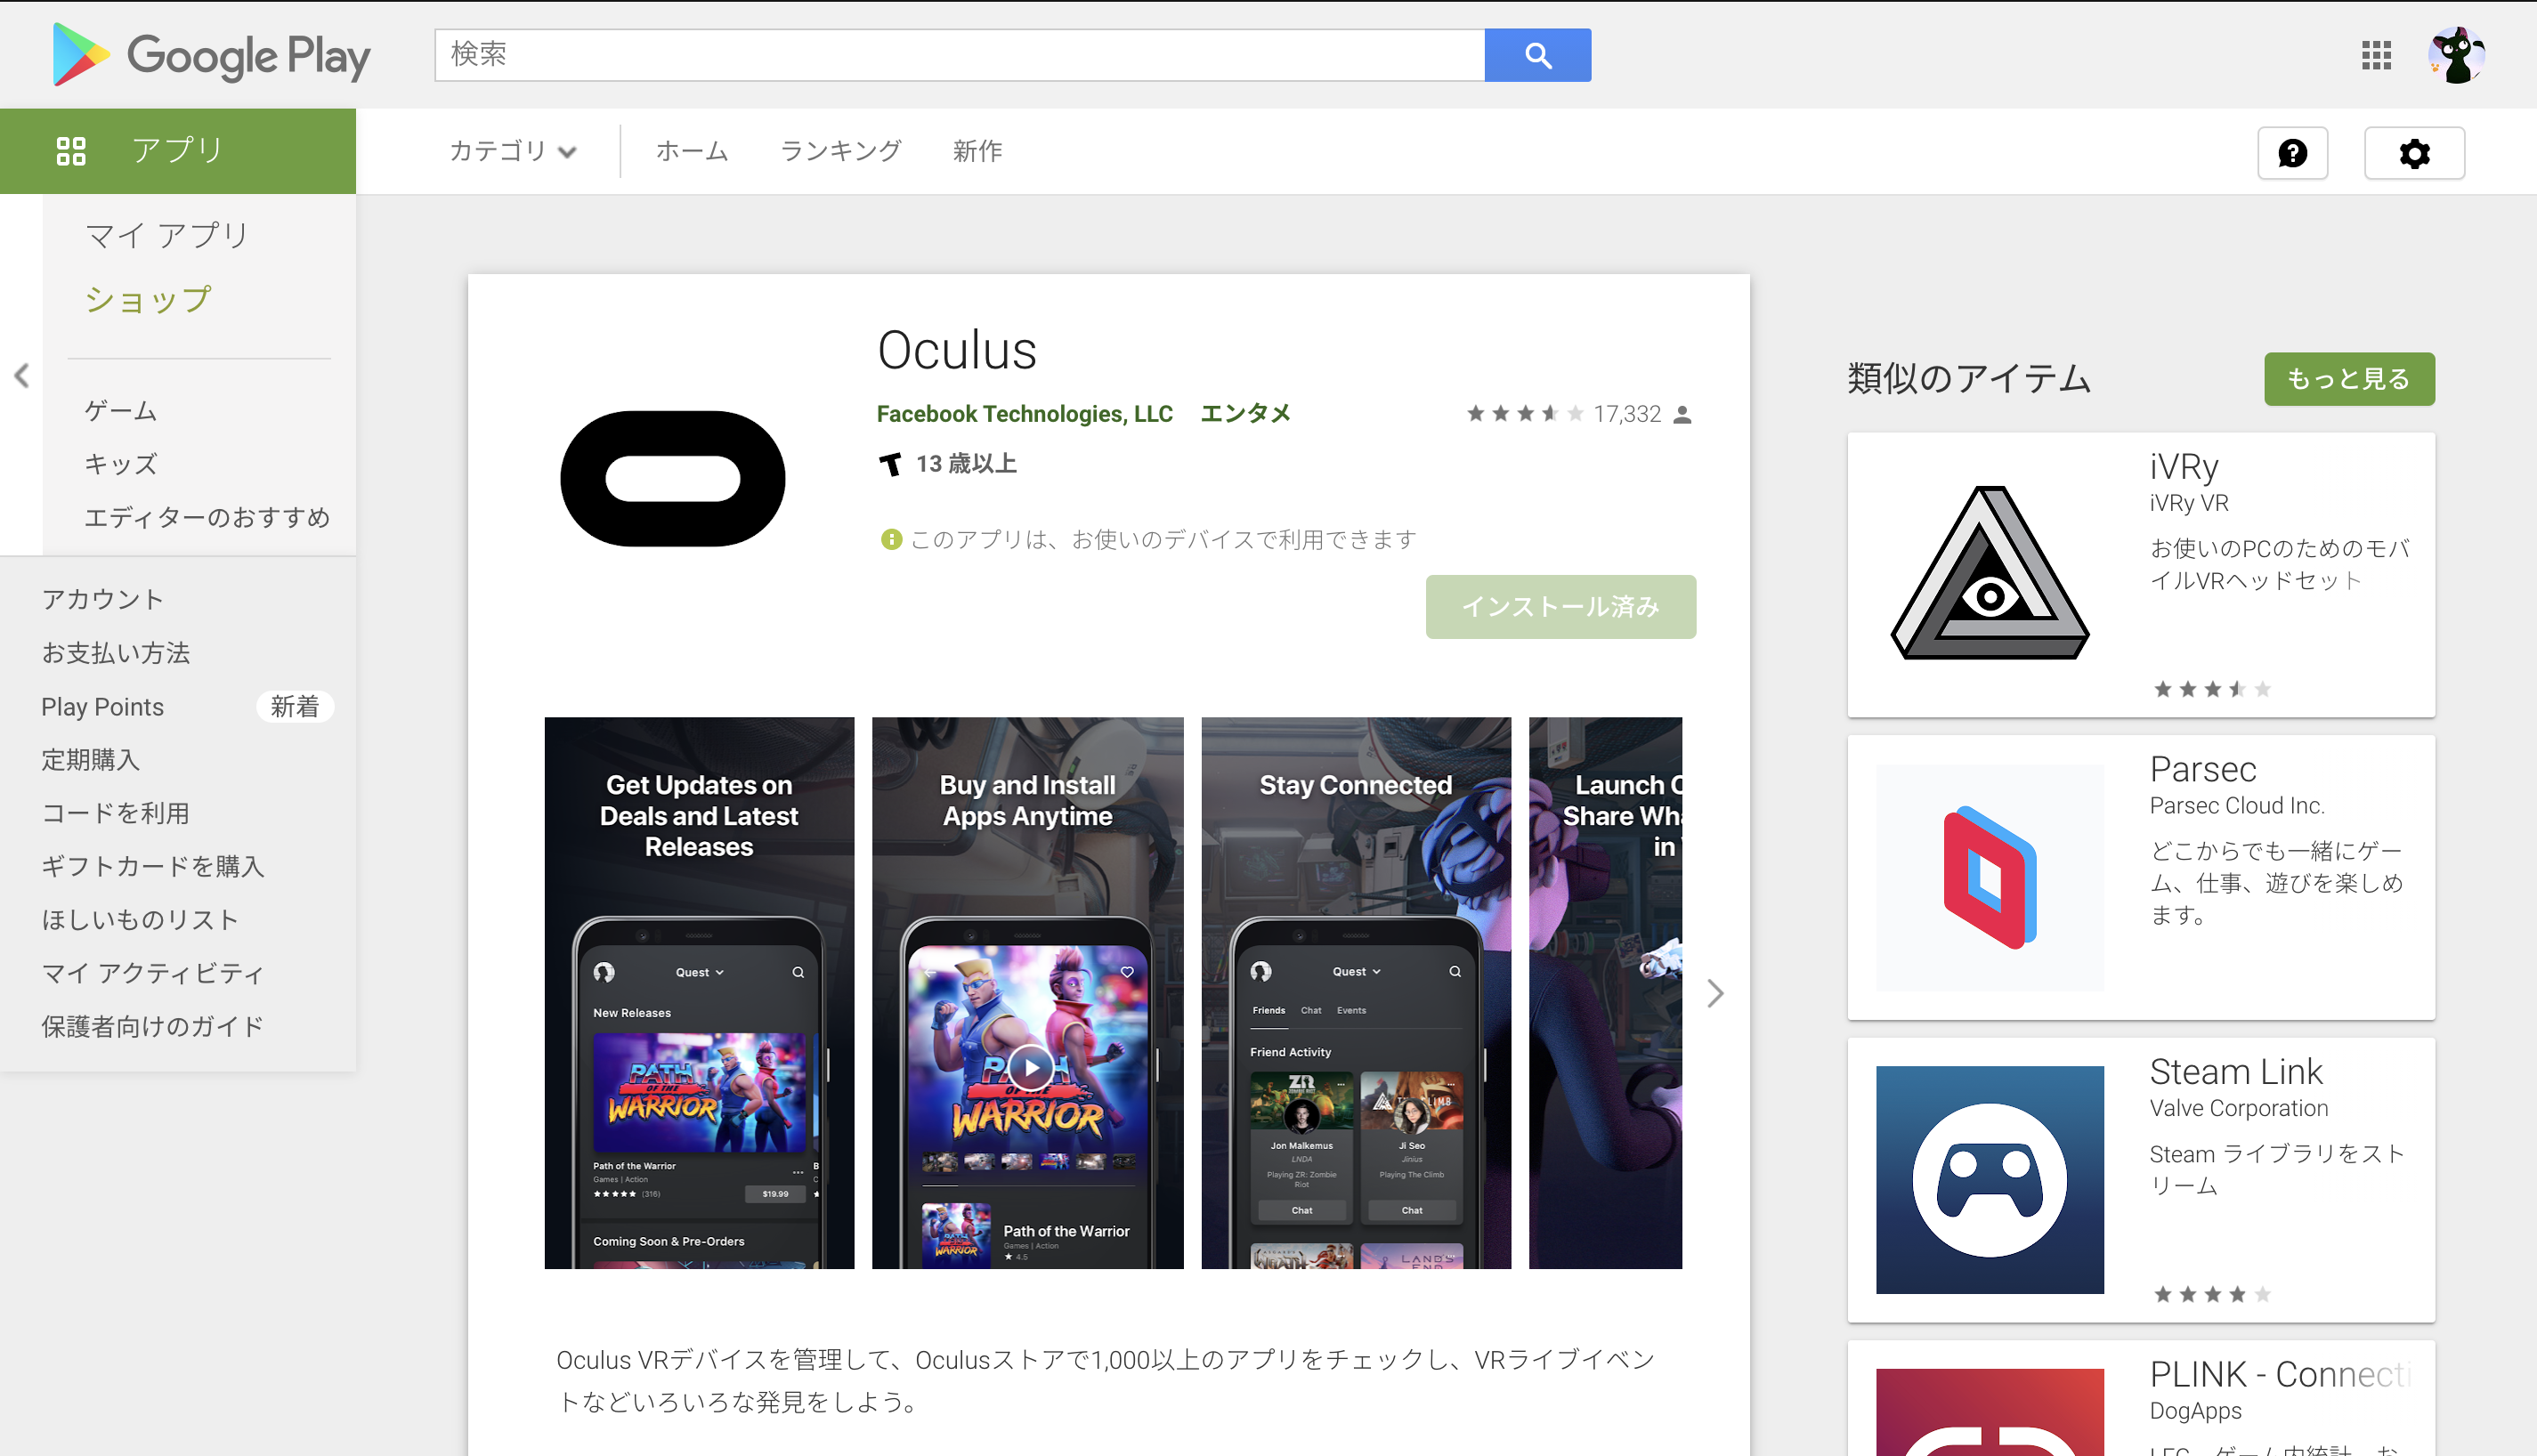 Google Play
検索
アプリ
カテゴリ
ホーム
ランキング
新作
マイ アプリ
ショップ
ゲーム
キッズ
エディターのおすすめ
アカウント
お支払い方法
Play Points
新着
定期購入
コードを利用
ギフトカードを購入
ほしいものリスト
マイ アクティビティ
保護者向けのガイド
Oculus
Facebook Technologies, LLC エンタメ
17,332
13 歳以上
このアプリは、お使いのデバイスで利用できます
インストール済み
Get Updates on
Deals and Latest
Releases
Quest
New Releases
PATH
OF THE
WARRIOR
Path of the Warrior
Games | Action
(316)
$19.99
Coming Soon & Pre-Orders
Buy and Install
Apps Anytime
PATH
OF THE
WARRIOR
Path of the Warrior
Games | Action
4.5
Stay Connected
Quest
Friends Chat Events
Friend Activity
Jon Malkemus
LNDA
Playing ZR: Zombie
Riot
Chat
Ji Seo
Jinius
Playing The Climb
Chat
Launch
Share
in
Oculus VRデバイスを管理して、Oculusストアで1,000以上のアプリをチェックし、VRライブイベン
トなどいろいろな発見をしよう。
類似のアイテム
もっと見る
iVRy
iVRy VR
お使いのPCのためのモバ
イルVRヘッドセット
Parsec
Parsec Cloud Inc.
どこからでも一緒にゲー
ム、仕事、遊びを楽しめ
ます。
Steam Link
Valve Corporation
Steam ライブラリをスト
リーム
PLINK - Connecti
DogApps